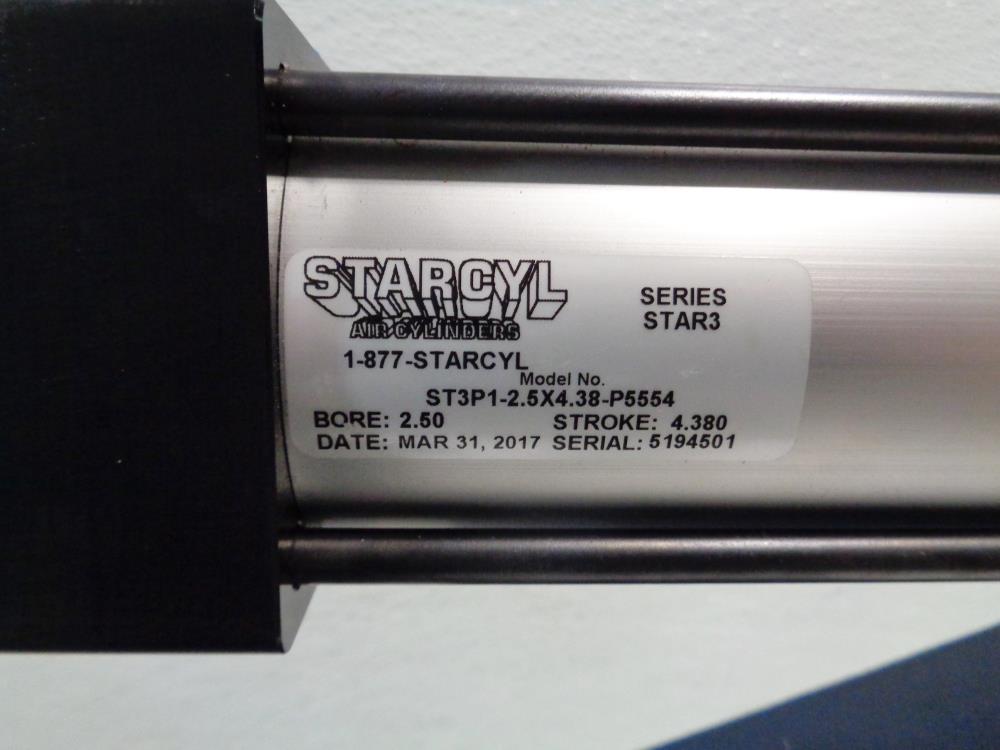 STARCYL
AIR CYLINDERS
SERIES
STAR3
1-877-STARCYL
Model No.
ST3P1-2.5X4.38-P5554
BORE: 2.50 STROKE: 4.380
DATE: MAR 31, 2017 SERIAL: 5194501